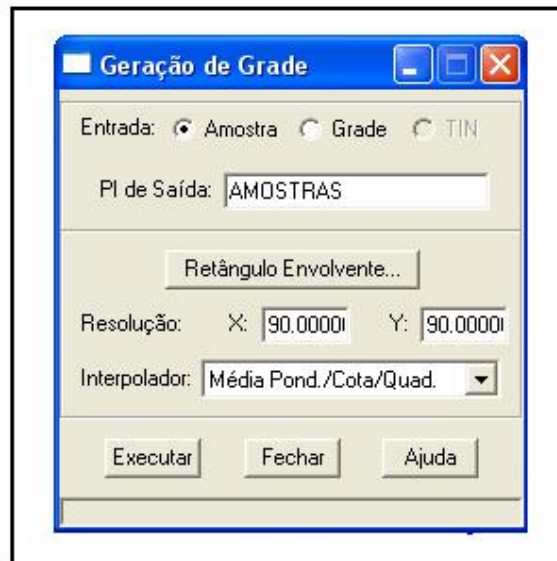 Geração de Grade
Entrada: Amostra Grade TIN
PI de Saída: AMOSTRAS
Retângulo Envolvente...
Resolução: X: 90.0000 Y: 90.0000
Interpolador: Média Pond./Cota/Quad.
Executar Fechar Ajuda